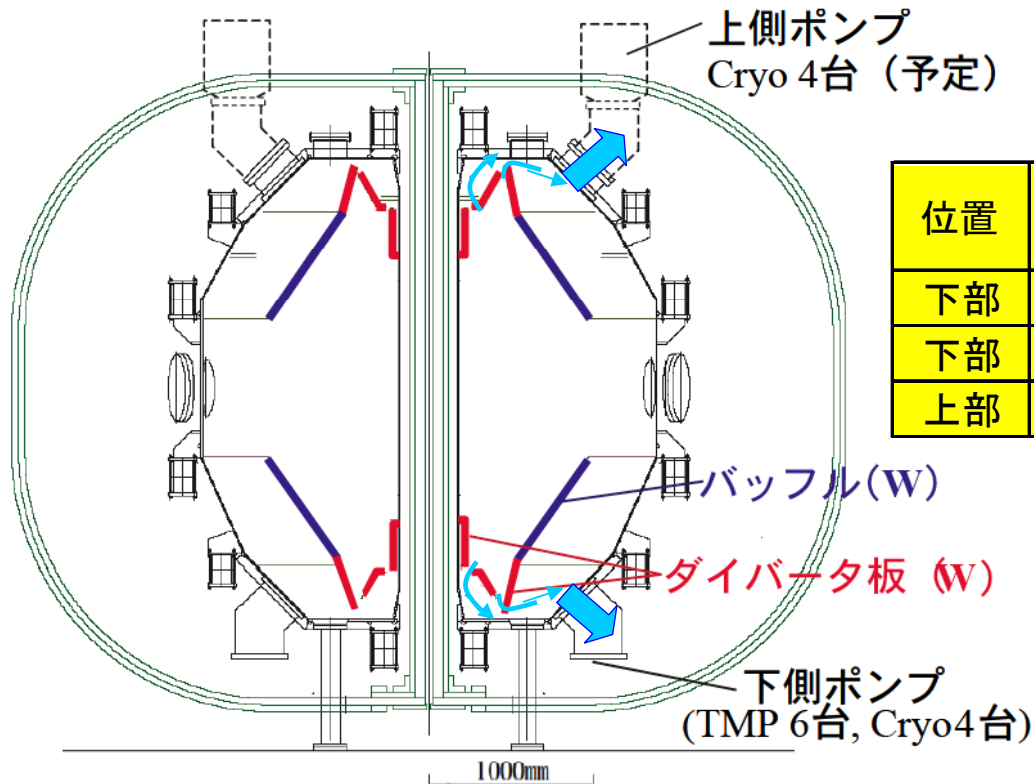 上側ポンプ
Cryo 4台（予定）
位置
下部
下部
上部
バッフル(W)
ダイバータ板 (W)
下側ポンプ
(TMP 6台, Cryo4台)
1000mm